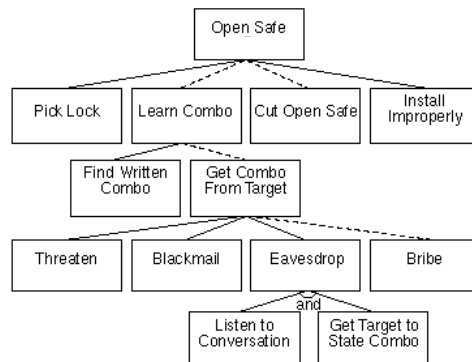 Open Safe
Pick Lock
Learn Combo
Cut Open Safe
Install
Improperly
Find Written
Combo
Get Combo
From Target
Threaten
Blackmail
Eavesdrop
Bribe
and
Listen to
Conversation
Get Target to
State Combo